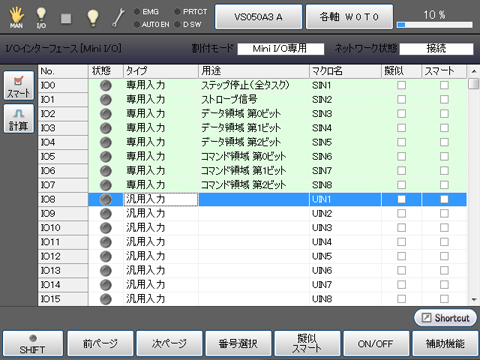 MAN I/O EMG PRTCT AUTO EN D SW VS050A3 A 各軸 W 0 T 0 10 %
I/Oインターフェース [Mini I/O] 割付モード Mini I/O専用 ネットワーク状態 接続
No. 状態 タイプ 用途 マクロ名 擬似 スマート
スマート
計算
IO0 専用入力 ステップ停止(全タスク) SIN1
IO1 専用入力 ストローブ信号 SIN2
IO2 専用入力 データ領域 第0ビット SIN3
IO3 専用入力 データ領域 第1ビット SIN4
IO4 専用入力 データ領域 第2ビット SIN5
IO5 専用入力 コマンド領域 第0ビット SIN6
IO6 専用入力 コマンド領域 第1ビット SIN7
IO7 専用入力 コマンド領域 第2ビット SIN8
IO8 汎用入力 UIN1
IO9 汎用入力 UIN2
IO10 汎用入力 UIN3
IO11 汎用入力 UIN4
IO12 汎用入力 UIN5
IO13 汎用入力 UIN6
IO14 汎用入力 UIN7
IO15 汎用入力 UIN8
Shortcut
SHIFT 前ページ 次ページ 番号選択 擬似 スマート ON/OFF 補助機能